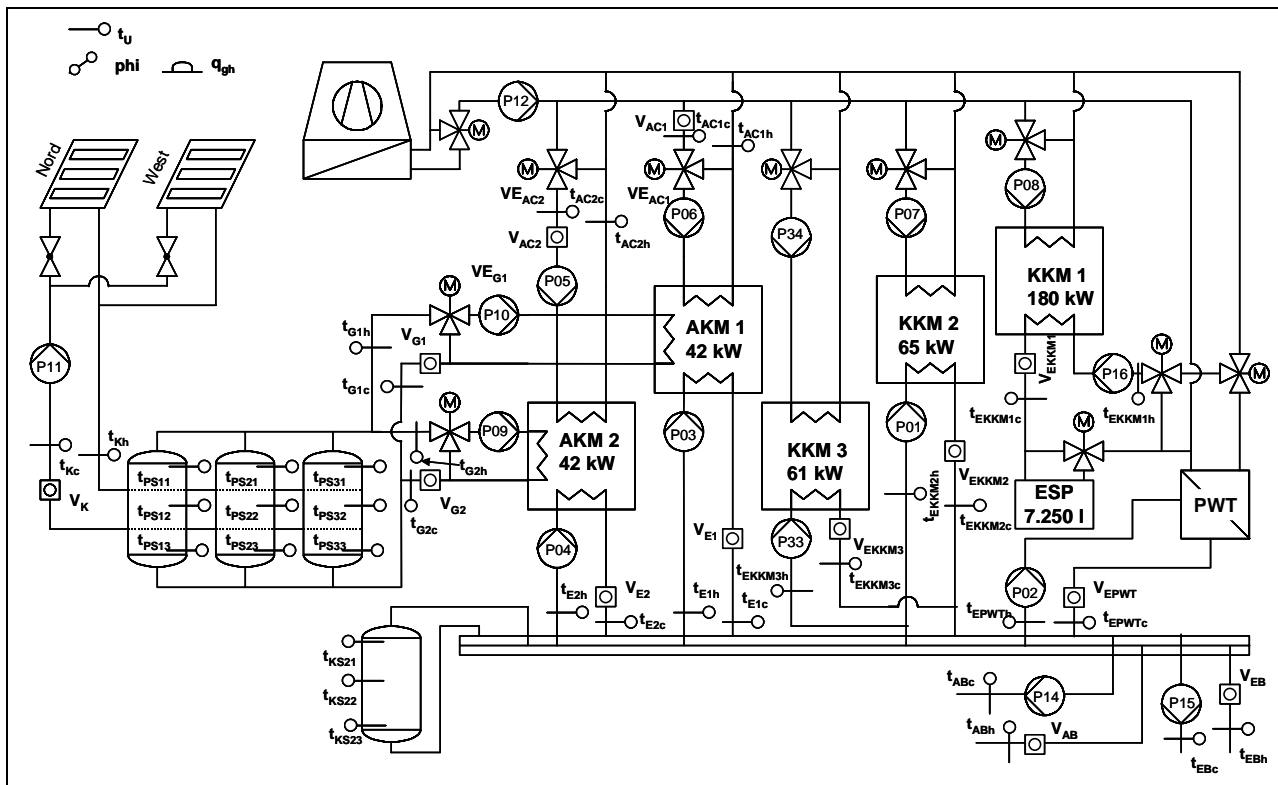 t_U
phi
q_gh
P12
M
V_AC1
t_AC1c
t_AC1h
M
M
M
M
M
Nord
West
VE_AC2
t_AC2c
VE_AC1
P06
P34
P07
P08
t_AC2h
V_AC2
VE_G1
M
P05
KKM 1
180 kW
P10
AKM 1
42 kW
KKM 2
65 kW
t_G1h
V_G1
P11
V_EKKM1
M
P16
M
t_G1c
M
P09
P03
P01
t_EKKM1c
t_EKKM1h
M
AKM 2
42 kW
KKM 3
61 kW
t_Kh
t_Kc
t_G2h
V_G2
t_G2c
V_K
t_PS11
t_PS21
t_PS31
t_PS12
t_PS22
t_PS32
t_PS13
t_PS23
t_PS33
V_EKKM2
t_EKKM2h
t_EKKM2c
ESP
7.250 l
PWT
P04
V_E1
P33
V_EKKM3
t_EKKM3h
t_EKKM3c
P02
V_EPWT
t_E2h
V_E2
t_E2c
t_E1h
t_E1c
t_EPWTh
t_EPWTc
t_KS21
t_KS22
t_KS23
t_ABc
P14
P15
V_EB
t_ABh
V_AB
t_EBc
t_EBh